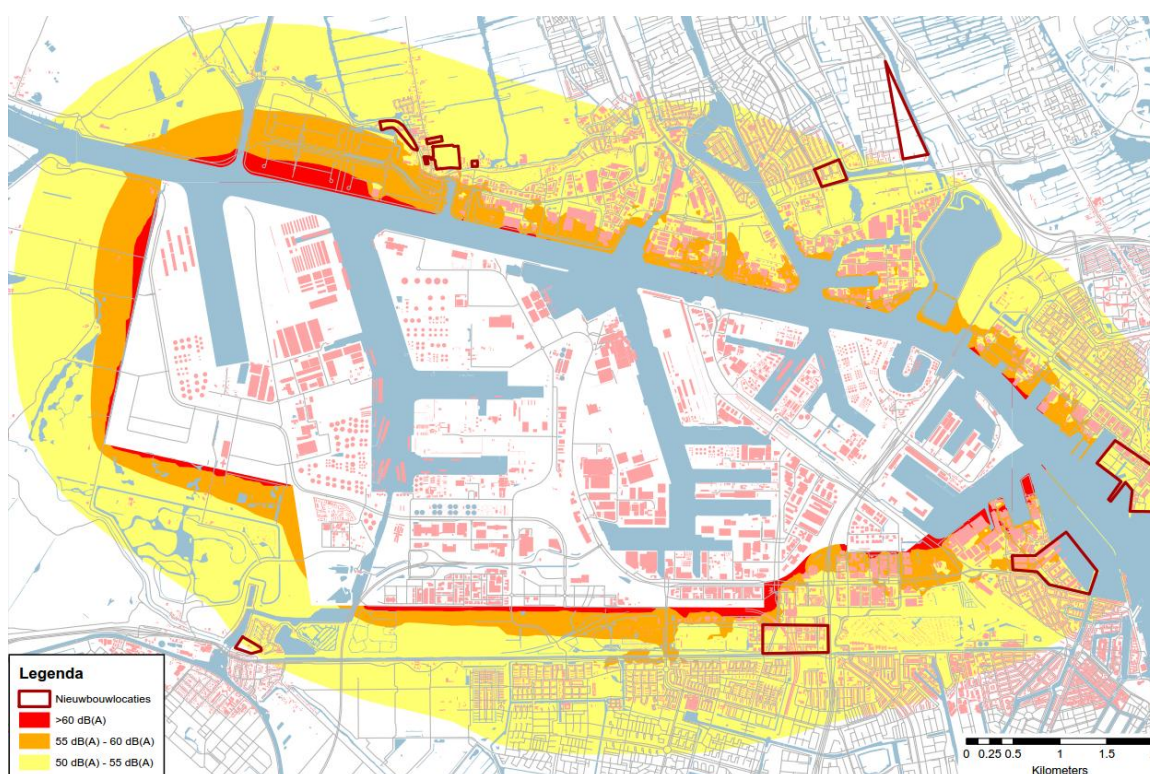 Legenda
Nieuwbouwlocaties
>60 dB(A)
55 dB(A) - 60 dB(A)
50 dB(A) - 55 dB(A)
0 0.25 0.5 1 1.5
Kilometers